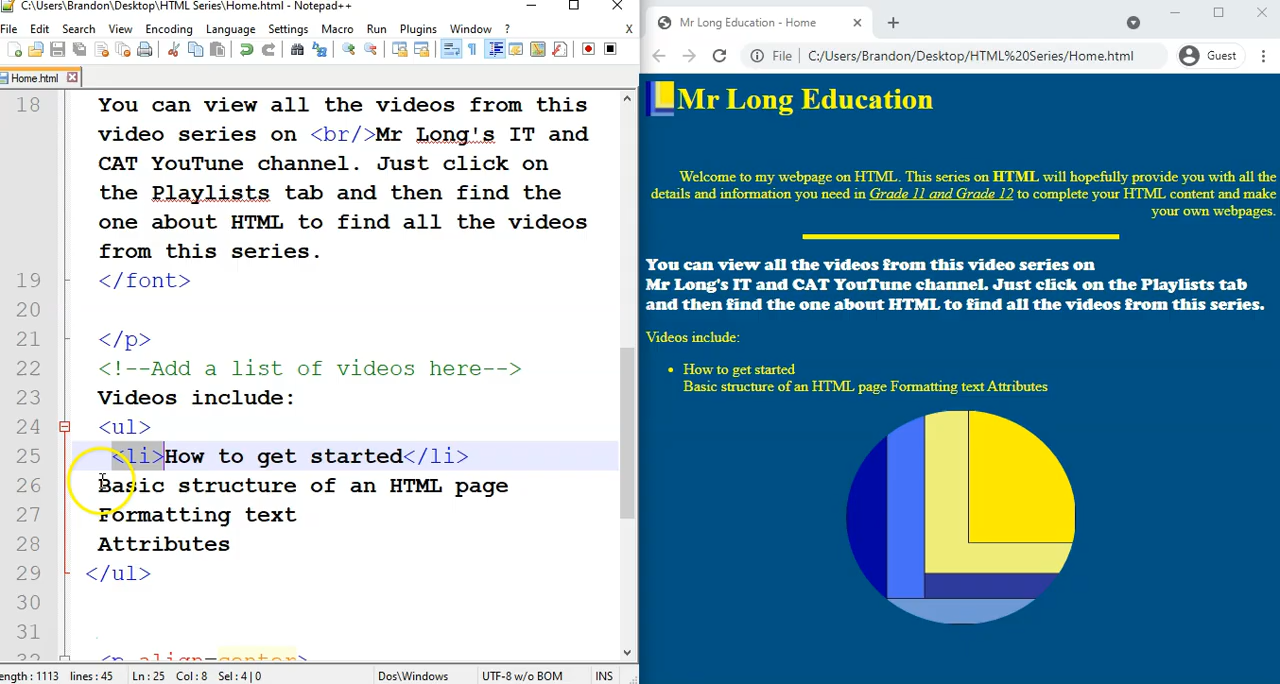 C:\Users\Brandon\Desktop\HTML Series\Home.html - Notepad++
File Edit Search View Encoding Language Settings Macro Run Plugins Window ?
Home.html
18 You can view all the videos from this
video series on <br/>Mr Long's IT and
CAT YouTune channel. Just click on
the Playlists tab and then find the
one about HTML to find all the videos
from this series.
19 </font>
20
21 </p>
22 <!--Add a list of videos here-->
23 Videos include:
24 <ul>
25 <li>How to get started</li>
26 Basic structure of an HTML page
27 Formatting text
28 Attributes
29 </ul>
30
31
32 <p align=center>
ength : 1113 lines : 45 Ln : 25 Col : 8 Sel : 4 | 0 Dos\Windows UTF-8 w/o BOM INS
Mr Long Education - Home
File C:/Users/Brandon/Desktop/HTML%20Series/Home.html Guest
Mr Long Education
Welcome to my webpage on HTML. This series on HTML will hopefully provide you with all the
details and information you need in Grade 11 and Grade 12 to complete your HTML content and make
your own webpages.
You can view all the videos from this video series on
Mr Long's IT and CAT YouTune channel. Just click on the Playlists tab
and then find the one about HTML to find all the videos from this series.
Videos include:
• How to get started
Basic structure of an HTML page Formatting text Attributes